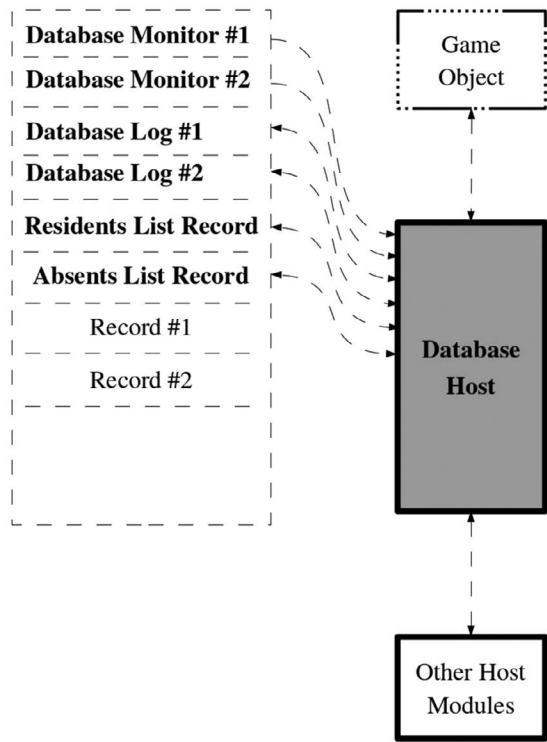 Database Monitor #1
Database Monitor #2
Database Log #1
Database Log #2
Residents List Record
Absents List Record
Record #1
Record #2
Game
Object
Database
Host
Other Host
Modules